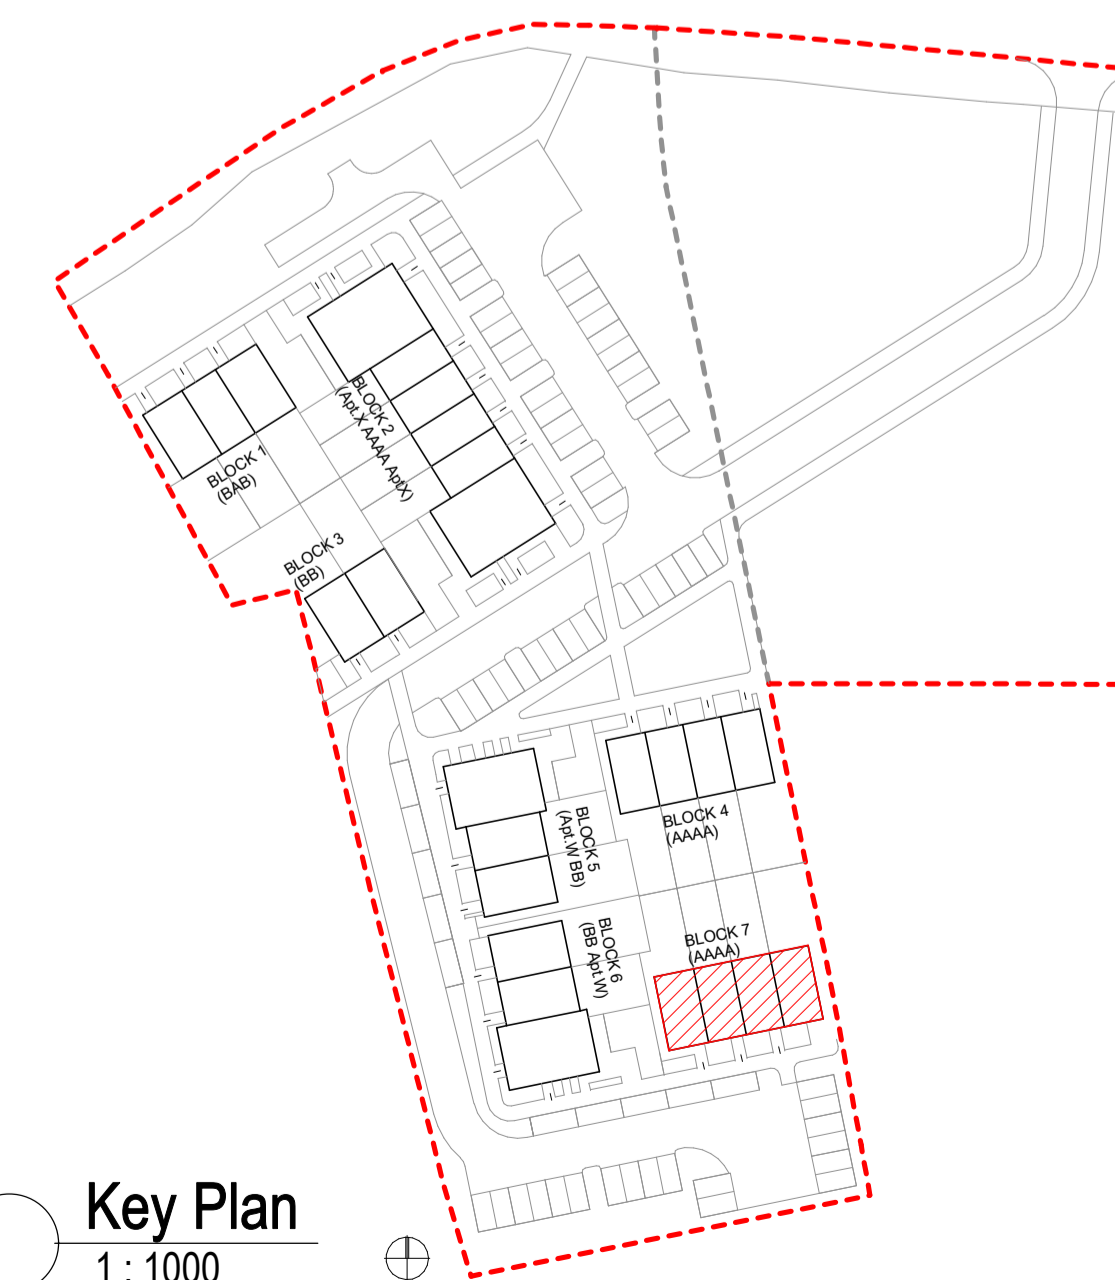 BLOCK 2
(Apt.X AAAA AptX)
BLOCK 1
(BAB)
BLOCK 3
(BB)
BLOCK 4
(AAAA)
BLOCK 5
(Apt.W BB)
BLOCK 6
(BB Apt.W)
BLOCK 7
(AAAA)
Key Plan
1 : 1000